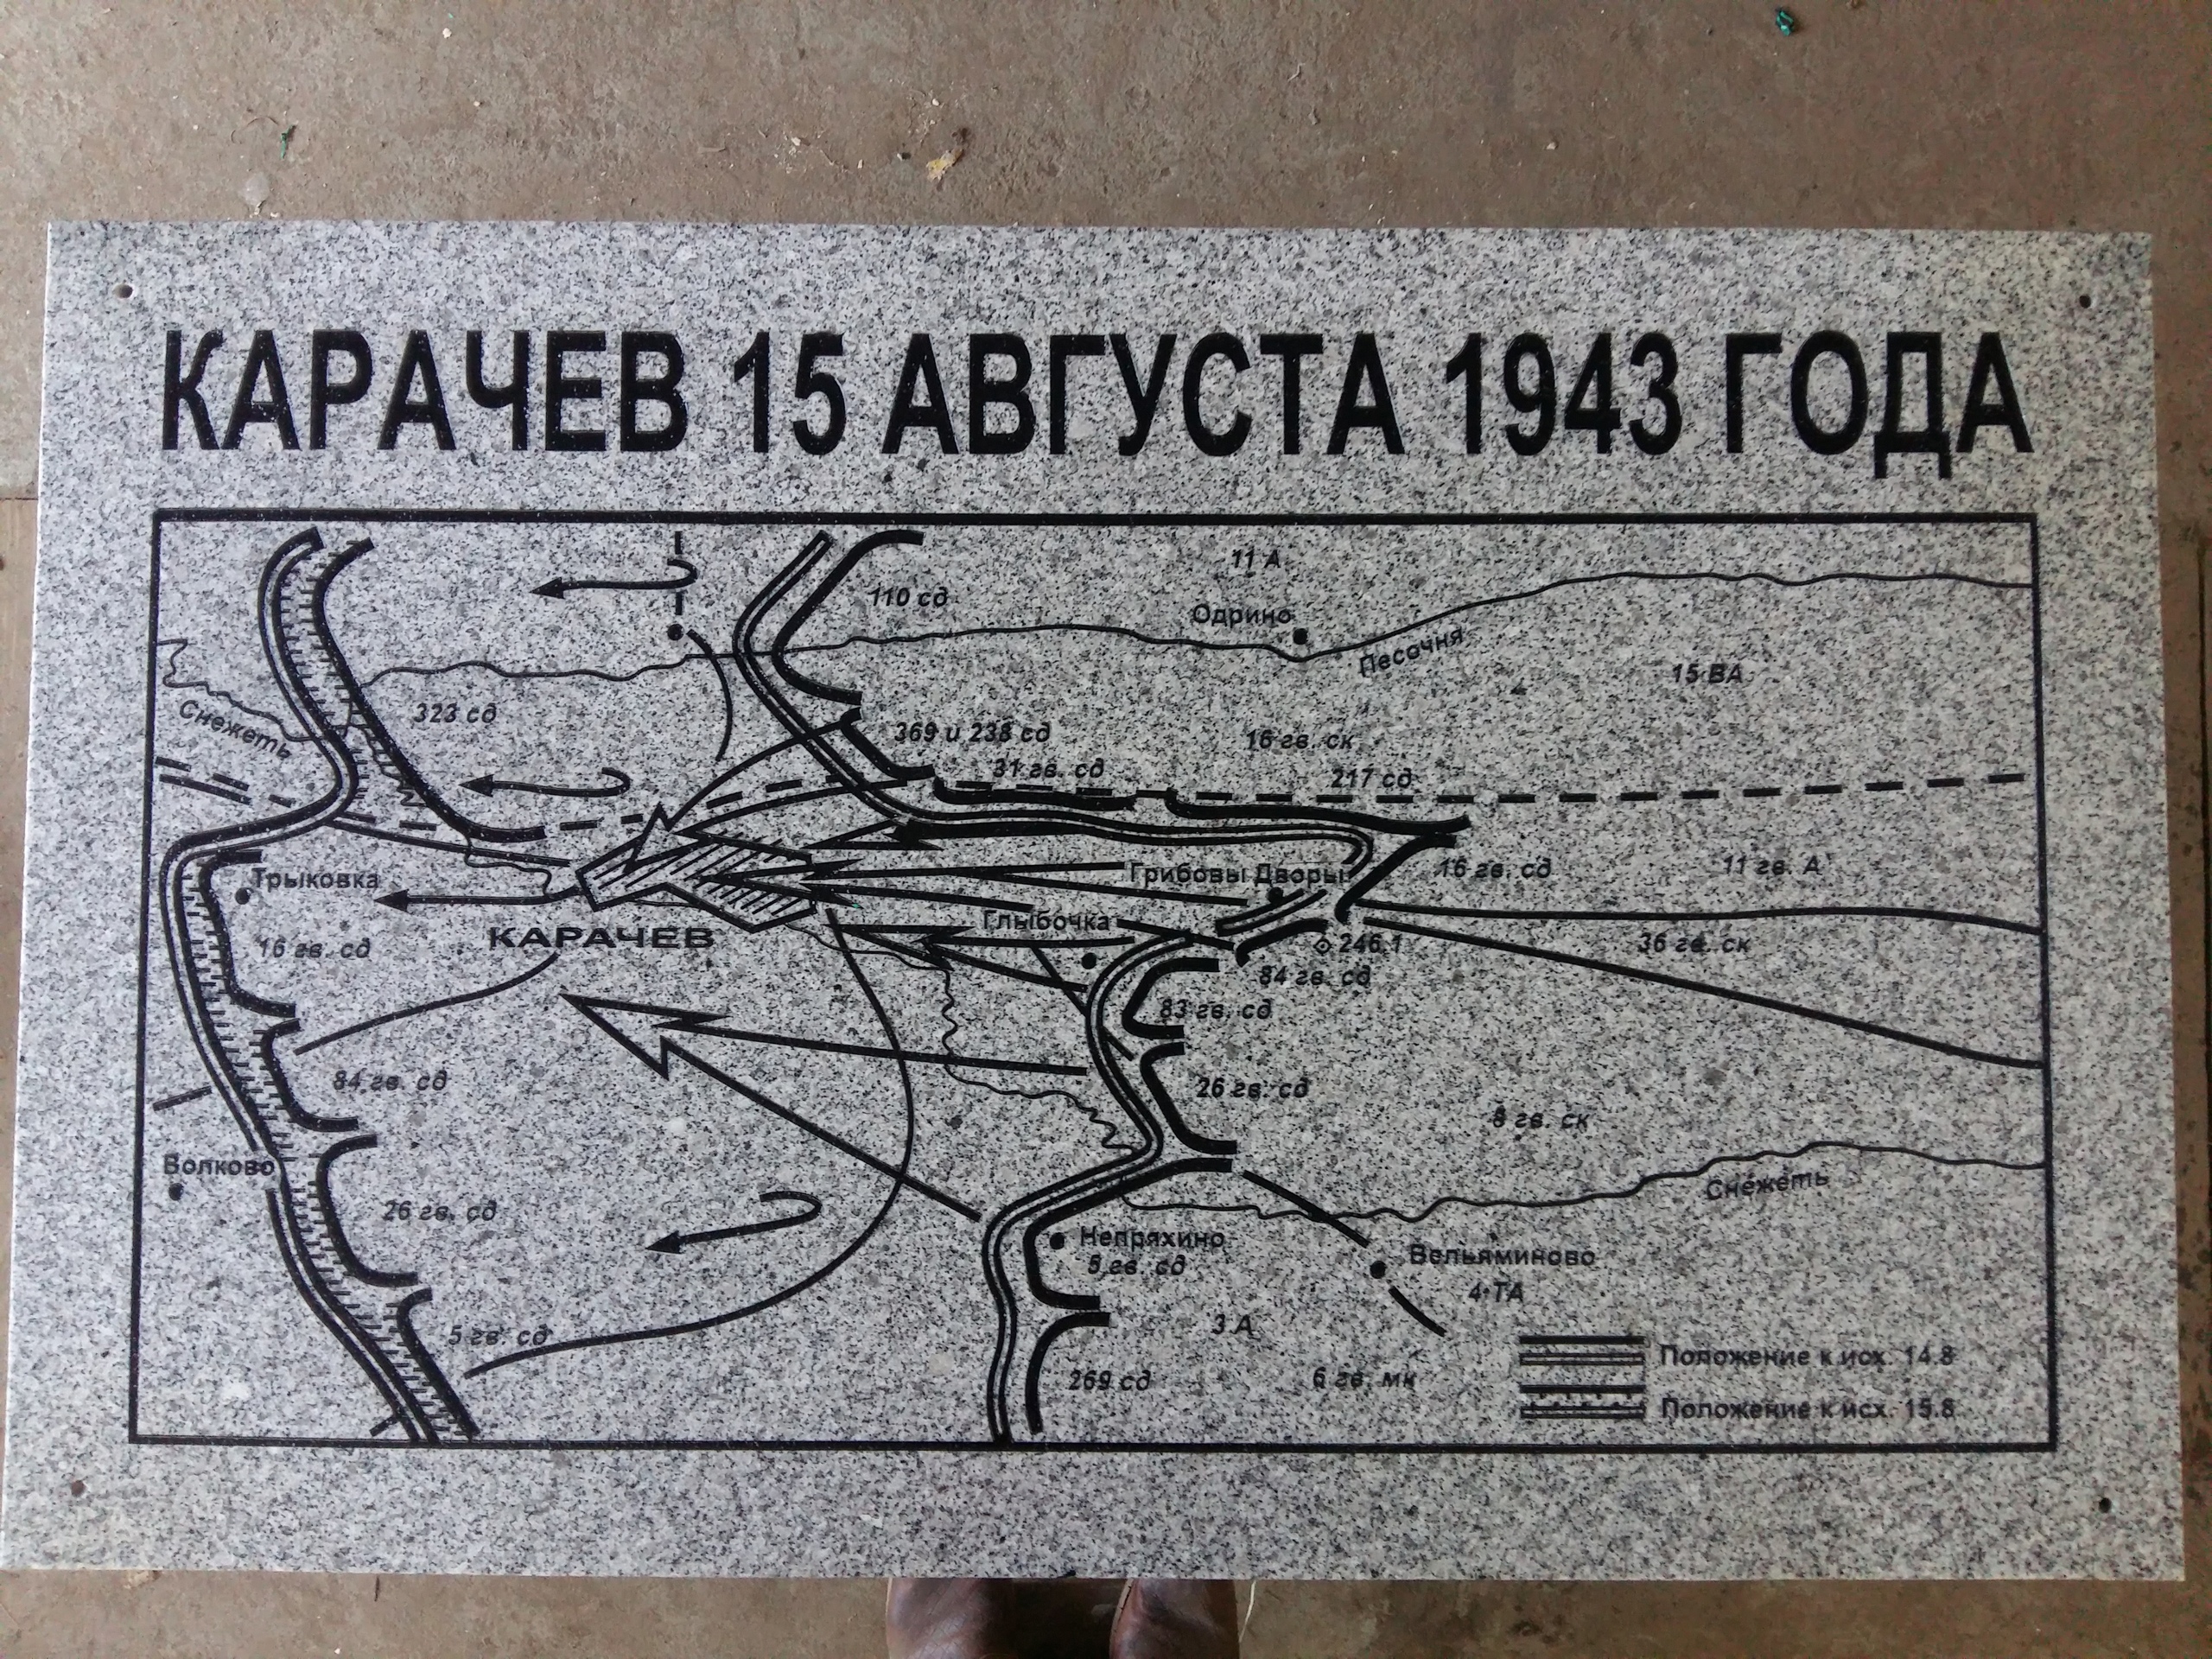 КАРАЧЕВ 15 АВГУСТА 1943 ГОДА
11 А
110 сд
Одрино
Песочня
15 ВА
323 сд
Снежеть
369 и 238 сд
16 гв. ск
31 гв. сд
217 сд
Трыковка
Грибовы Дворы
16 гв. сд
11 гв. А
Глыбочка
КАРАЧЕВ
16 гв. сд
246,1
36 гв. ск
84 гв. сд
83 гв. сд
84 гв. сд
26 гв. сд
8 гв. ск
Волково
Снежеть
26 гв. сд
Непряхино
5 гв. сд
Вельяминово
4 ТА
5 гв. сд
3 А
269 сд
6 гв. мк
Положение к исх. 14.8
Положение к исх. 15.8